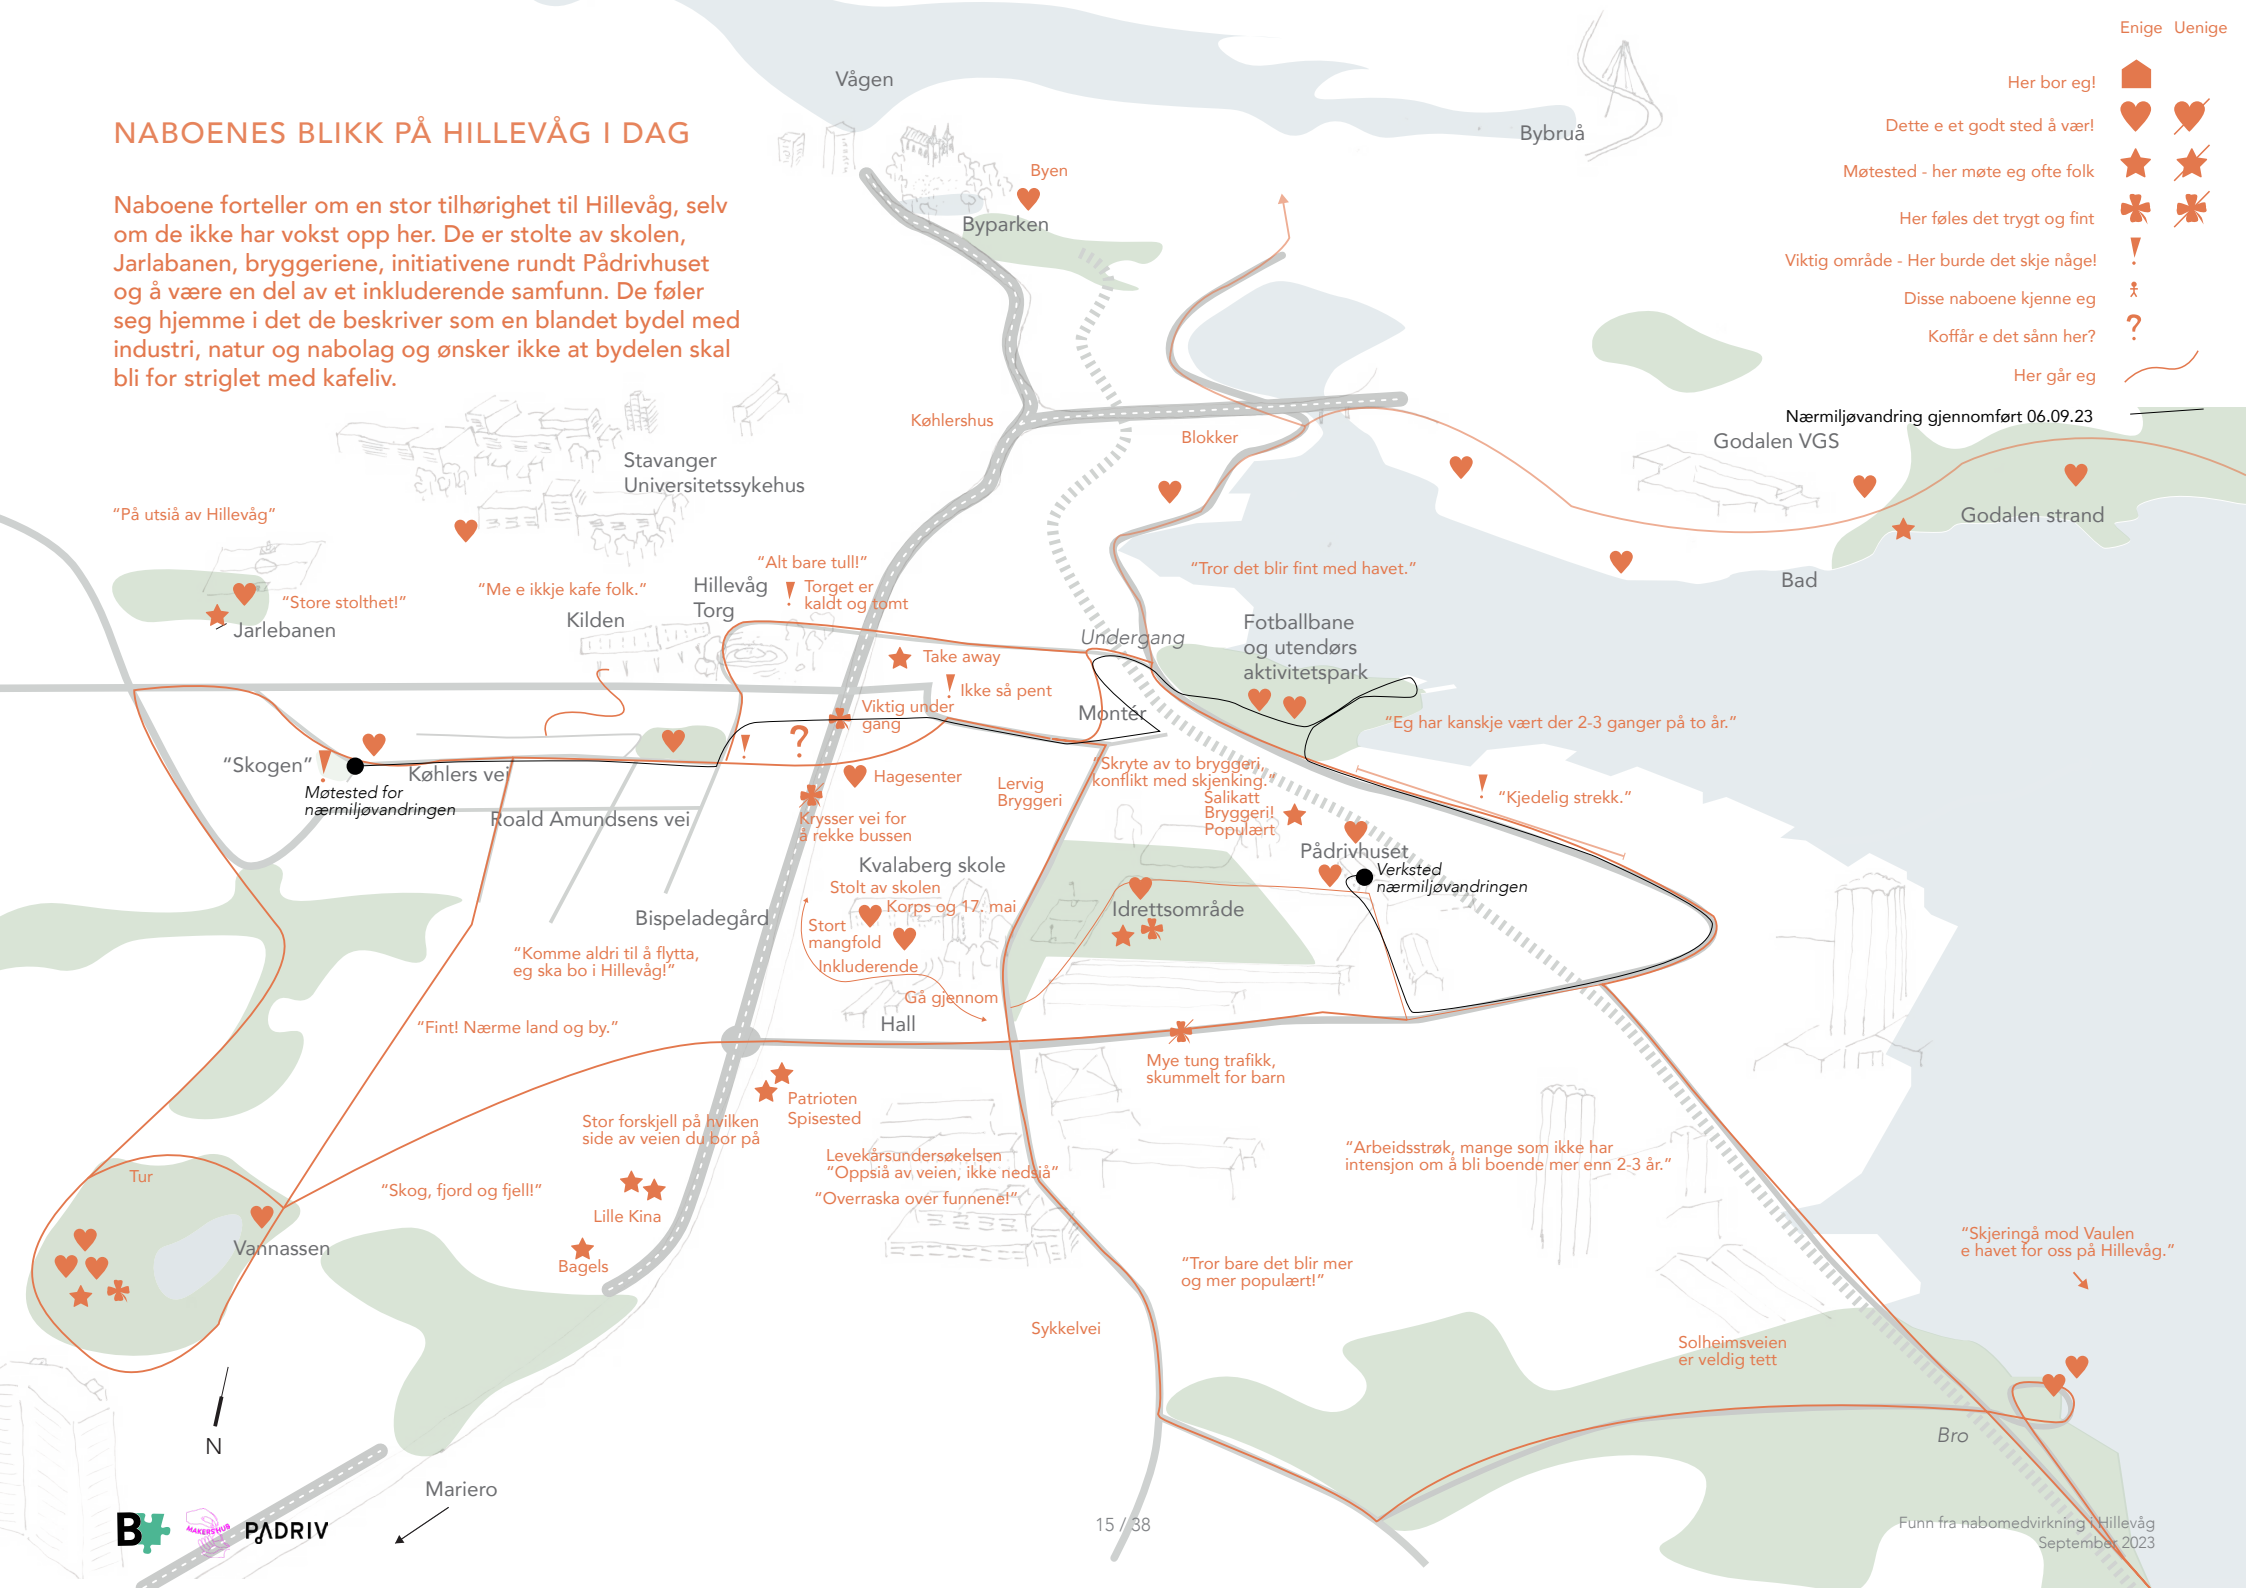 NABOENES BLIKK PÅ HILLEVÅG I DAG
Naboene forteller om en stor tilhørighet til Hillevåg, selv
om de ikke har vokst opp her. De er stolte av skolen,
Jarlabanen, bryggeriene, initiativene rundt Pådrivhuset
og å være en del av et inkluderende samfunn. De føler
seg hjemme i det de beskriver som en blandet bydel med
industri, natur og nabolag og ønsker ikke at bydelen skal
bli for striglet med kafeliv.
Enige Uenige
Her bor eg!
Dette e et godt sted å vær!
Møtested - her møte eg ofte folk
Her føles det trygt og fint
Viktig område - Her burde det skje någe!
Disse naboene kjenne eg
Koffår e det sånn her?
Her går eg
Nærmiljøvandring gjennomført 06.09.23
Vågen
Bybruå
Byen
Byparken
Køhlershus
Blokker
Godalen VGS
Godalen strand
Bad
Stavanger
Universitetssykehus
“På utsiå av Hillevåg”
“Store stolthet!”
Jarlebanen
“Me e ikkje kafe folk.”
Kilden
Hillevåg
Torg
“Alt bare tull!”
Torget er
kaldt og tomt
“Tror det blir fint med havet.”
Undergang
Fotballbane
og utendørs
aktivitetspark
Take away
Ikke så pent
Viktig under
gang
Montér
“Eg har kanskje vært der 2-3 ganger på to år.”
“Skogen”
Møtested for
nærmiljøvandringen
Køhlers vei
Roald Amundsens vei
Hagesenter
Krysser vei for
å rekke bussen
Lervig
Bryggeri
“Skryte av to bryggeri,
konflikt med skjenking.”
Salikatt
Bryggeri!
Populært
“Kjedelig strekk.”
Pådrivhuset
Verksted
nærmiljøvandringen
Kvalaberg skole
Stolt av skolen
Korps og 17. mai
Stort
mangfold
Inkluderende
Gå gjennom
Hall
Idrettsområde
Bispeladegård
“Komme aldri til å flytta,
eg ska bo i Hillevåg!”
“Fint! Nærme land og by.”
Mye tung trafikk,
skummelt for barn
Patrioten
Spisested
Stor forskjell på hvilken
side av veien du bor på
Levekårsundersøkelsen
“Oppsiå av veien, ikke nedsiå”
“Overraska over funnene!”
“Arbeidsstrøk, mange som ikke har
intensjon om å bli boende mer enn 2-3 år.”
Tur
“Skog, fjord og fjell!”
Lille Kina
Bagels
Vannassen
“Skjeringå mod Vaulen
e havet for oss på Hillevåg.”
“Tror bare det blir mer
og mer populært!”
Sykkelvei
Solheimsveien
er veldig tett
Bro
N
Mariero
B
MAKERSHUB
PÅDRIV
15 / 38
Funn fra nabomedvirkning i Hillevåg
September 2023